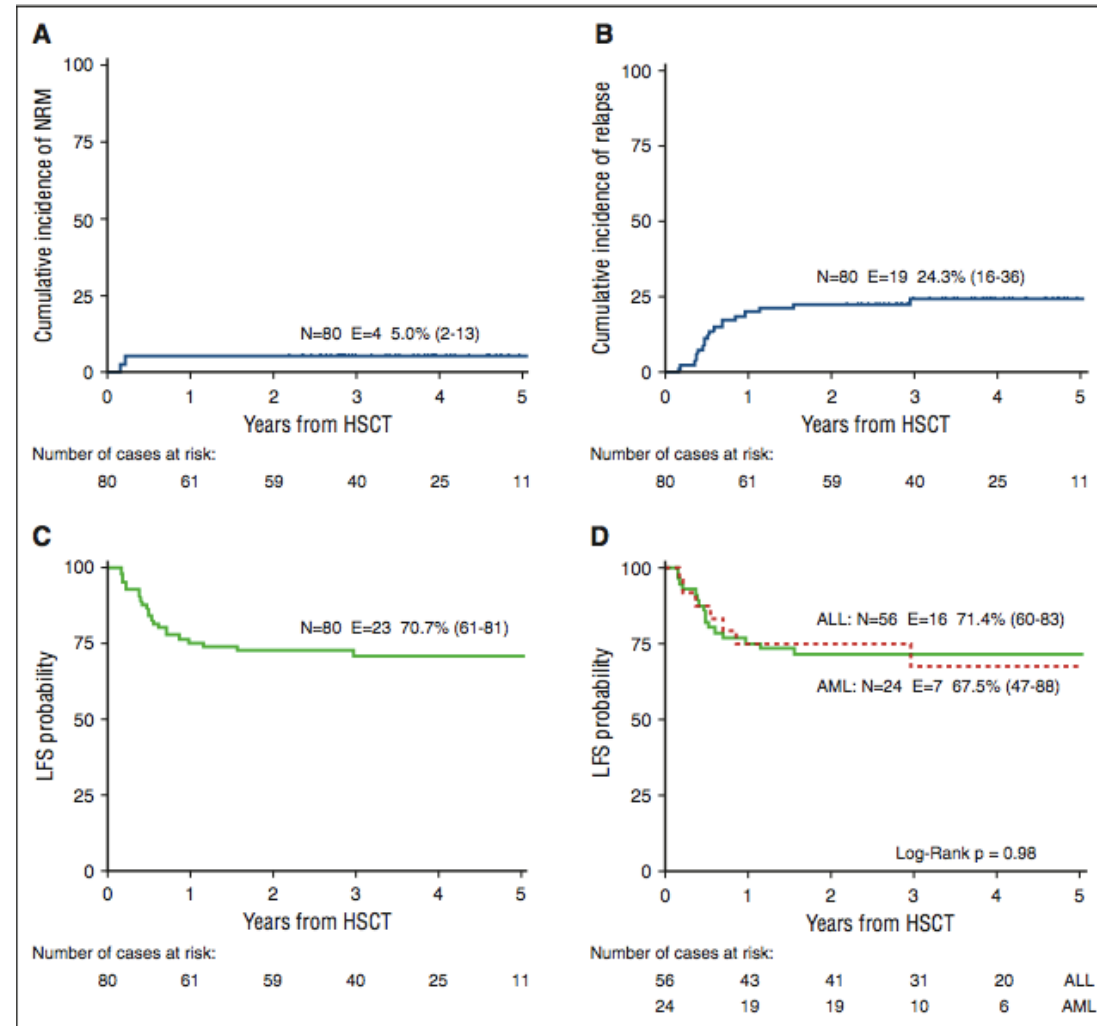 A
Cumulative incidence of NRM
100
75
50
25
0
N=80 E=4 5.0% (2-13)
0 1 2 3 4 5
Years from HSCT
Number of cases at risk:
80 61 59 40 25 11
B
Cumulative incidence of relapse
100
75
50
25
0
N=80 E=19 24.3% (16-36)
0 1 2 3 4 5
Years from HSCT
Number of cases at risk:
80 61 59 40 25 11
C
LFS probability
100
75
50
25
0
N=80 E=23 70.7% (61-81)
0 1 2 3 4 5
Years from HSCT
Number of cases at risk:
80 61 59 40 25 11
D
LFS probability
100
75
50
25
0
ALL: N=56 E=16 71.4% (60-83)
AML: N=24 E=7 67.5% (47-88)
Log-Rank p = 0.98
0 1 2 3 4 5
Years from HSCT
Number of cases at risk:
56 43 41 31 20 ALL
24 19 19 10 6 AML